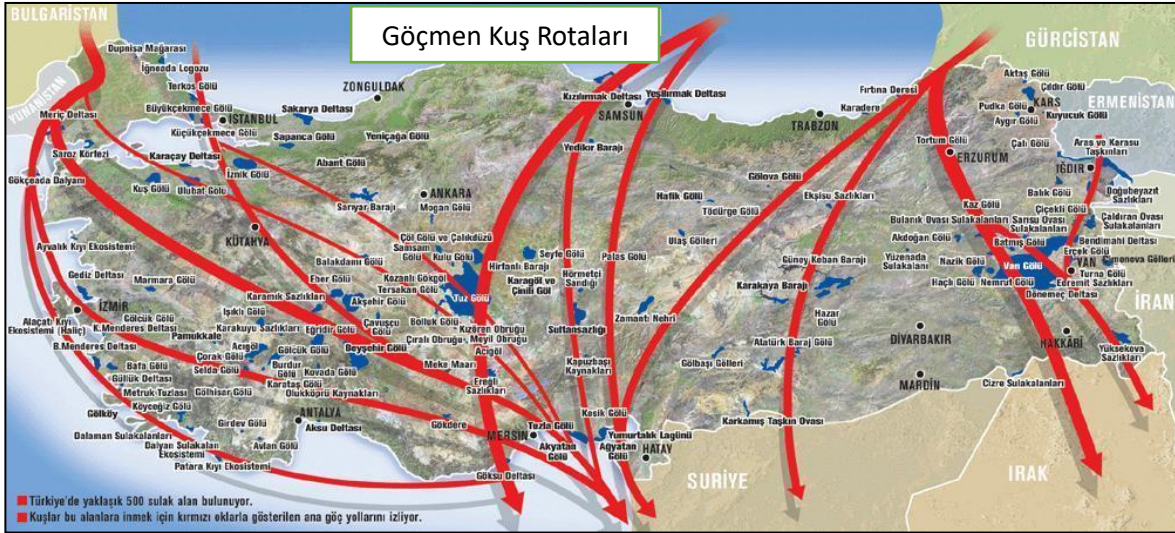 Göçmen Kuş Rotaları
BULGARİSTAN
YUNANİSTAN
GÜRCİSTAN
ERMENİSTAN
İRAN
IRAK
SURİYE
Dupnisa Mağarası
İğneada Logozu
Terkos Gölü
Büyükçekmece Gölü
İSTANBUL
Küçükçekmece Gölü
Meriç Deltası
Saroz Körfezi
Gökçeada Dalyanı
Karaçay Deltası
İznik Gölü
Kuş Gölü
Ulubat Gölü
ZONGULDAK
Sakarya Deltası
Sapanca Gölü
Yeniçağa Gölü
Abant Gölü
ANKARA
Mogan Gölü
Sarıyar Barajı
KÜTAHYA
Kızılırmak Deltası
Yeşilırmak Deltası
SAMSUN
Yedikır Barajı
TRABZON
Karadere
Fırtına Deresi
Aktaş Gölü
Çıldır Gölü
Pudka Gölü
KARS
Kuyucuk Gölü
Aygır Gölü
Çalı Gölü
Tortum Gölü
ERZURUM
Aras ve Karasu
Taşkınları
IĞDIR
Doğubeyazıt
Sazlıkları
Balık Gölü
Çiçekli Gölü
Gölova Gölü
Ekşisu Sazlıkları
Hafik Gölü
Tödürge Gölü
Ulaş Gölleri
Kaz Gölü
Bulanık Ovası Sulakalanları
Sarısu Ovası
Sulakalanları
Çaldıran Ovası
Sulakalanları
Akdoğan Gölü
Batmış Gölü
Bendimahi Deltası
Erçek Gölü
Yüzenada
Sulakalanı
Nazik Gölü
Van Gölü
VAN
Turna Gölü
Haçlı Gölü
Nemrut Gölü
Edremit Sazlıkları
Dönemeç Deltası
HAKKARİ
Yüksekova
Sazlıkları
Ayvalık Kıyı Ekosistemi
Gediz Deltası
Marmara Gölü
İZMİR
Alaçatı Kıyı
Ekosistemi (Haliç)
Gölcük Gölü
K.Menderes Deltası
B.Menderes Deltası
Pamukkale
Işıklı Gölü
Karamık Sazlıkları
Akşehir Gölü
Eber Gölü
Balakdamı Gölü
Çöl Gölü ve Çalıkdüzü
Samsam
Gölü
Kulu Gölü
Kozanlı Gökgöl
Tersakan Gölü
Tuz Gölü
Hirfanlı Barajı
Seyfe Gölü
Karagöl ve
Çinili Göl
Hörmetçi
Sandığı
Palas Gölü
Sultansazlığı
Zamantı Nehri
Güney Keban Barajı
Karakaya Barajı
Hazar
Gölü
Atatürk Baraj Gölü
Gölbaşı Gölleri
DİYARBAKIR
MARDİN
Cizre Sulakalanları
Karkamış Taşkın Ovası
Bolluk Gölü
Kızören Obruğu
Çıralı Obruğu
Meyil Obruğu
Acıgöl
Meke Maarı
Ereğli
Sazlıkları
Kapuzbaşı
Kaynakları
Çavuşçu
Gölü
Karakuyu Sazlıkları
Eğridir Gölü
Beyşehir Gölü
Acıgöl
Gölcük Gölü
Çorak Gölü
Burdur
Gölü
Kovada Gölü
Selda Gölü
Karataş Gölü
Olukköprü Kaynakları
Gölhisar Gölü
Bafa Gölü
Güllük Deltası
Metruk Tuzlası
Gölköy
Köyceğiz Gölü
Girdev Gölü
ANTALYA
Aksu Deltası
Avlan Gölü
Dalaman Sulakalanları
Dalyan Sulakalan
Ekosistemi
Patara Kıyı Ekosistemi
Gökdere
MERSİN
Göksu Deltası
Tuzla Gölü
Akyatan
Gölü
Kesik Gölü
Yumurtalık Lagünü
Ağyatan
Gölü
HATAY
Türkiye'de yaklaşık 500 sulak alan bulunuyor.
Kuşlar bu alanlara inmek için kırmızı oklarla gösterilen ana göç yollarını izliyor.